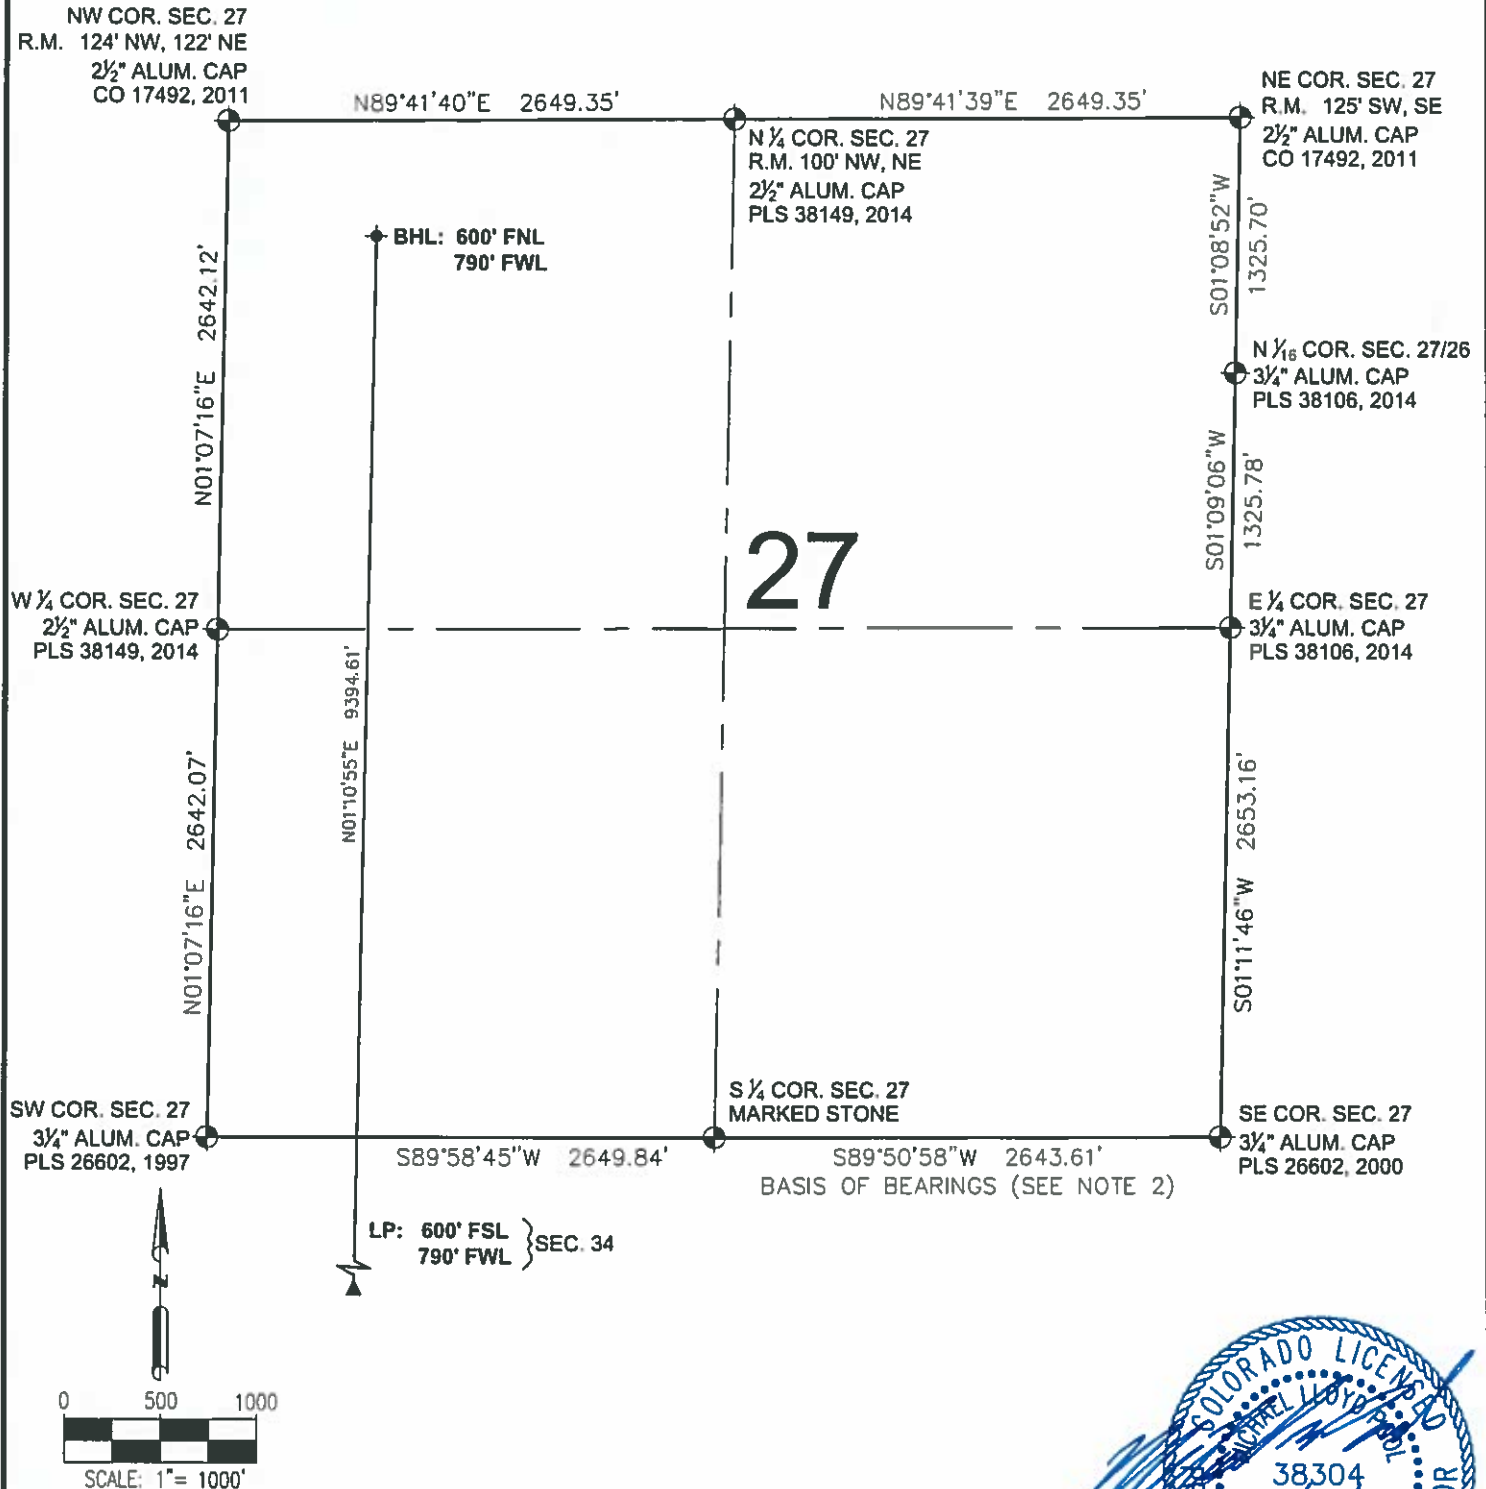 NW COR. SEC. 27
R.M. 124' NW, 122' NE
2½" ALUM. CAP
CO 17492, 2011
N89°41'40"E 2649.35'
N89°41'39"E 2649.35'
NE COR. SEC. 27
R.M. 125' SW, SE
2½" ALUM. CAP
CO 17492, 2011
N ¼ COR. SEC. 27
R.M. 100' NW, NE
2½" ALUM. CAP
PLS 38149, 2014
BHL: 600' FNL
790' FWL
N01°07'16"E 2642.12'
S01°08'52"W
1325.70'
N 1⁄16 COR. SEC. 27/26
3¼" ALUM. CAP
PLS 38106, 2014
S01°09'06"W
1325.78'
27
W ¼ COR. SEC. 27
2½" ALUM. CAP
PLS 38149, 2014
E ¼ COR. SEC. 27
3¼" ALUM. CAP
PLS 38106, 2014
N01°10'55"E 9394.61'
N01°07'16"E 2642.07'
S01°11'46"W 2653.16'
SW COR. SEC. 27
3¼" ALUM. CAP
PLS 26602, 1997
S ¼ COR. SEC. 27
MARKED STONE
SE COR. SEC. 27
3¼" ALUM. CAP
PLS 26602, 2000
S89°58'45"W 2649.84'
S89°50'58"W 2643.61'
BASIS OF BEARINGS (SEE NOTE 2)
LP: 600' FSL
790' FWL
SEC. 34
N
0 500 1000
SCALE: 1"= 1000'
COLORADO LICENSED
MICHAEL LLOYD
38304